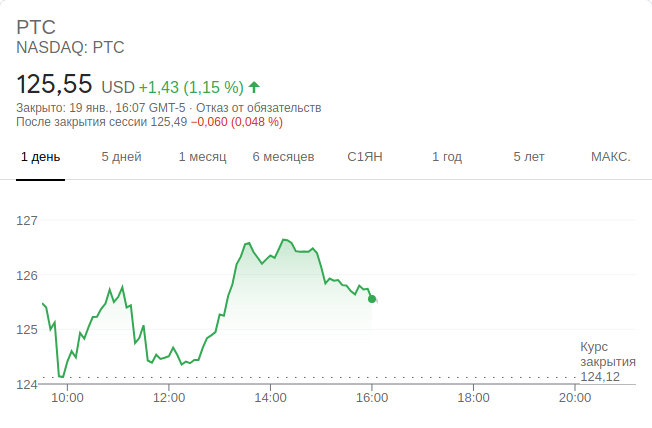 PTC
NASDAQ: PTC
125,55 USD +1,43 (1,15 %)
Закрыто: 19 янв., 16:07 GMT-5 · Отказ от обязательств
После закрытия сессии 125,49 −0,060 (0,048 %)
1 день 5 дней 1 месяц 6 месяцев С1ЯН 1 год 5 лет МАКС.
127
126
125
Курс
закрытия
124,12
124
10:00 12:00 14:00 16:00 18:00 20:00